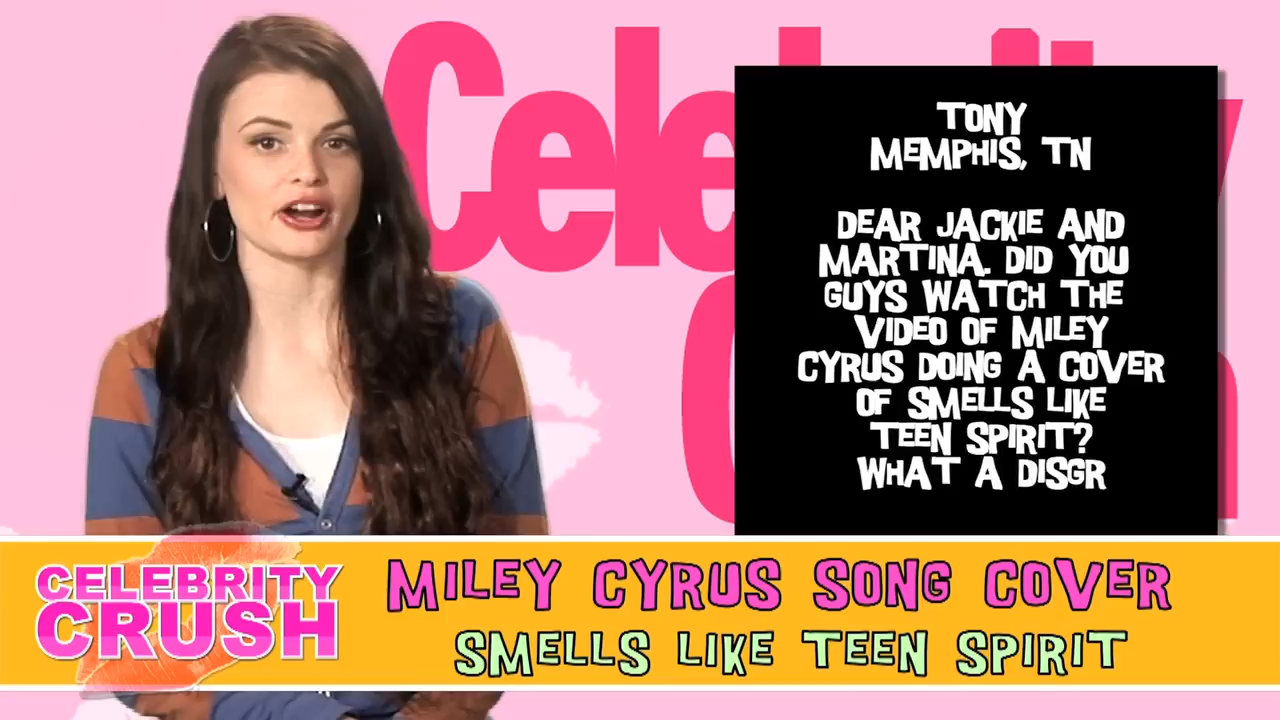 Celebrity
TONY
MEMPHIS, TN
DEAR JACKIE AND
MARTINA. DID YOU
GUYS WATCH THE
VIDEO OF MILEY
CYRUS DOING A COVER
OF SMELLS LIKE
TEEN SPIRIT?
WHAT A DISGR
CELEBRITY
CRUSH
MILEY CYRUS SONG COVER
SMELLS LIKE TEEN SPIRIT